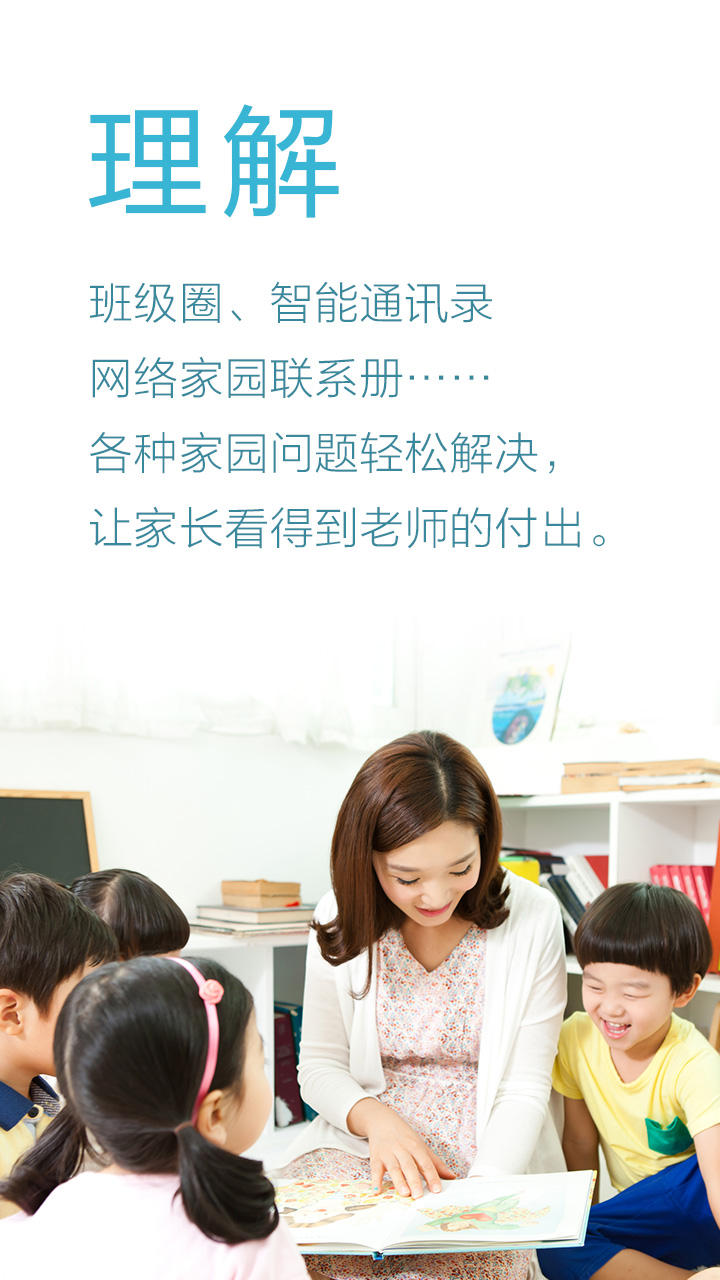 理解
班级圈、智能通讯录
网络家园联系册……
各种家园问题轻松解决，
让家长看得到老师的付出。